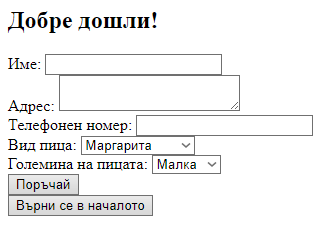 Добре дошли!
Име:
Адрес:
Телефонен номер:
Вид пица: Маргарита
Големина на пицата: Малка
Поръчай
Върни се в началото